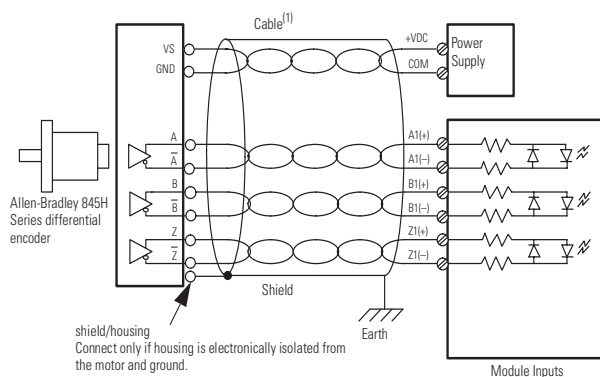 Cable(1)
VS
GND
+VDC
COM
Power
Supply
A
A
B
B
Z
Z
A1(+)
A1(–)
B1(+)
B1(–)
Z1(+)
Z1(–)
Allen-Bradley 845H
Series differential
encoder
Shield
Earth
shield/housing
Connect only if housing is electronically isolated from
the motor and ground.
Module Inputs